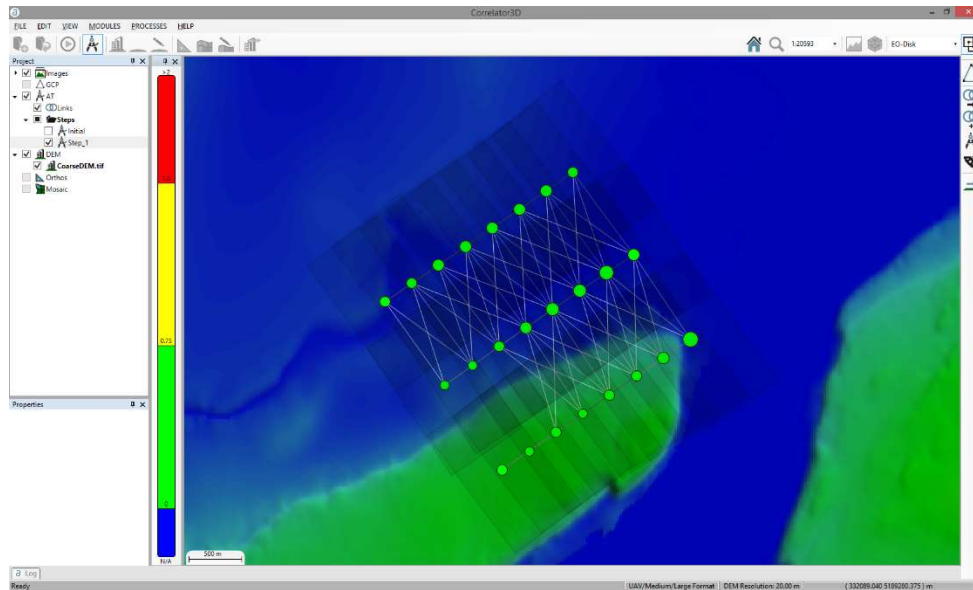 Correlator3D
FILE EDIT VIEW MODULES PROCESSES HELP
1:20593
EO-Disk
Project
Images
GCP
AT
Links
Steps
Initial
Step_1
DEM
CoarseDEM.tif
Orthos
Mosaic
>2
0.75
0
N/A
Properties
500 m
Log
Ready
UAV/Medium/Large Format
DEM Resolution: 20.00 m
( 332089.040 5189280.375 ) m